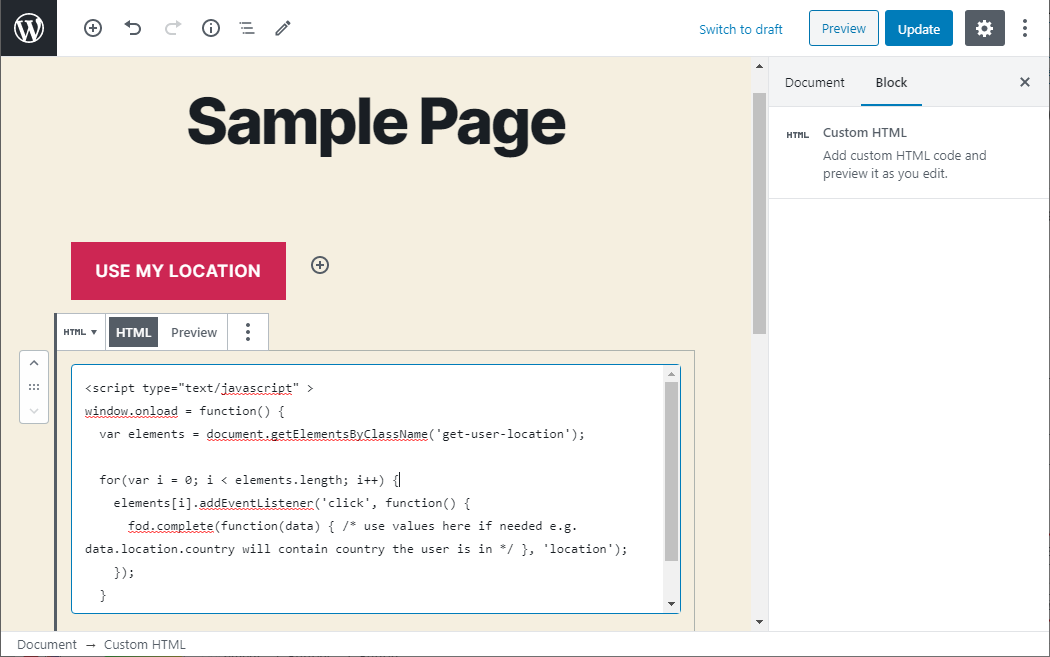 Switch to draft
Preview
Update
Document
Block
HTML
Custom HTML
Add custom HTML code and
preview it as you edit.
Sample Page
USE MY LOCATION
HTML
HTML
Preview
<script type="text/javascript" >
window.onload = function() {
var elements = document.getElementsByClassName('get-user-location');
for(var i = 0; i < elements.length; i++) {
elements[i].addEventListener('click', function() {
fod.complete(function(data) { /* use values here if needed e.g.
data.location.country will contain country the user is in */ }, 'location');
});
}
Document → Custom HTML